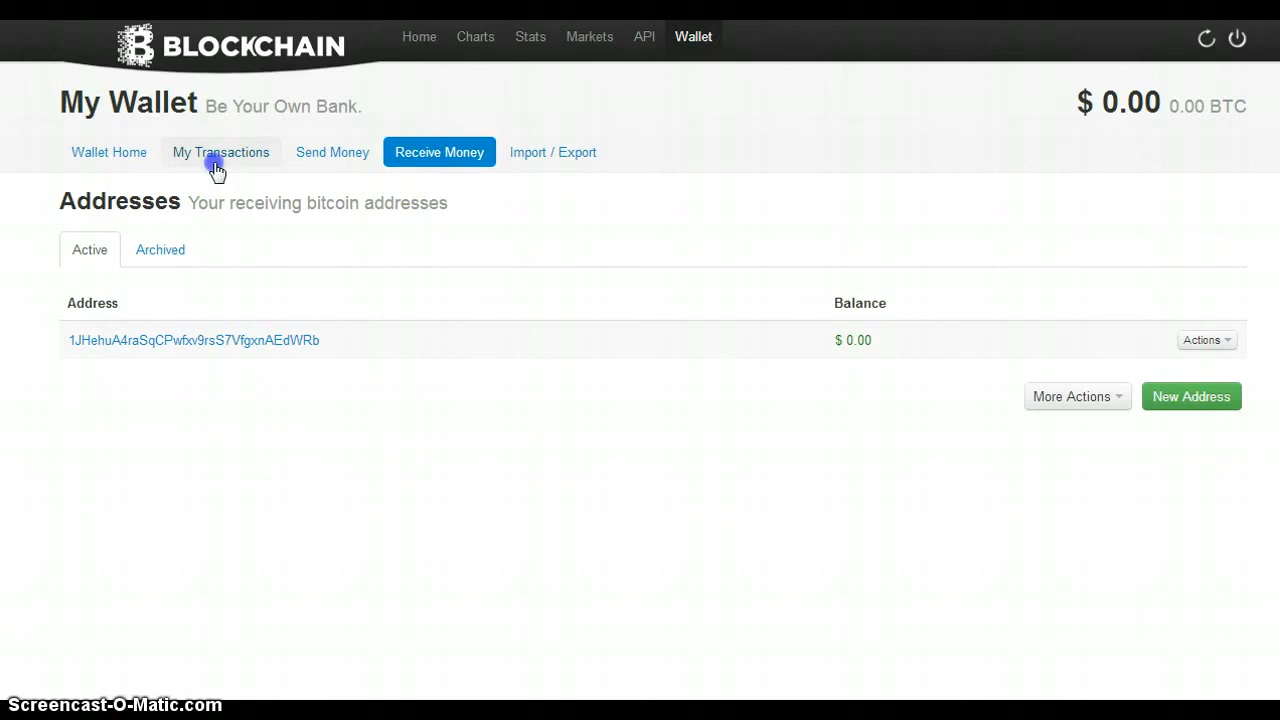 BLOCKCHAIN
Home Charts Stats Markets API Wallet
My Wallet Be Your Own Bank.
$ 0.00 0.00 BTC
Wallet Home My Transactions Send Money Receive Money Import / Export
Addresses Your receiving bitcoin addresses
Active Archived
Address Balance
1JHehuA4raSqCPwfxv9rsS7VfgxnAEdWRb $ 0.00 Actions
More Actions New Address
Screencast-O-Matic.com